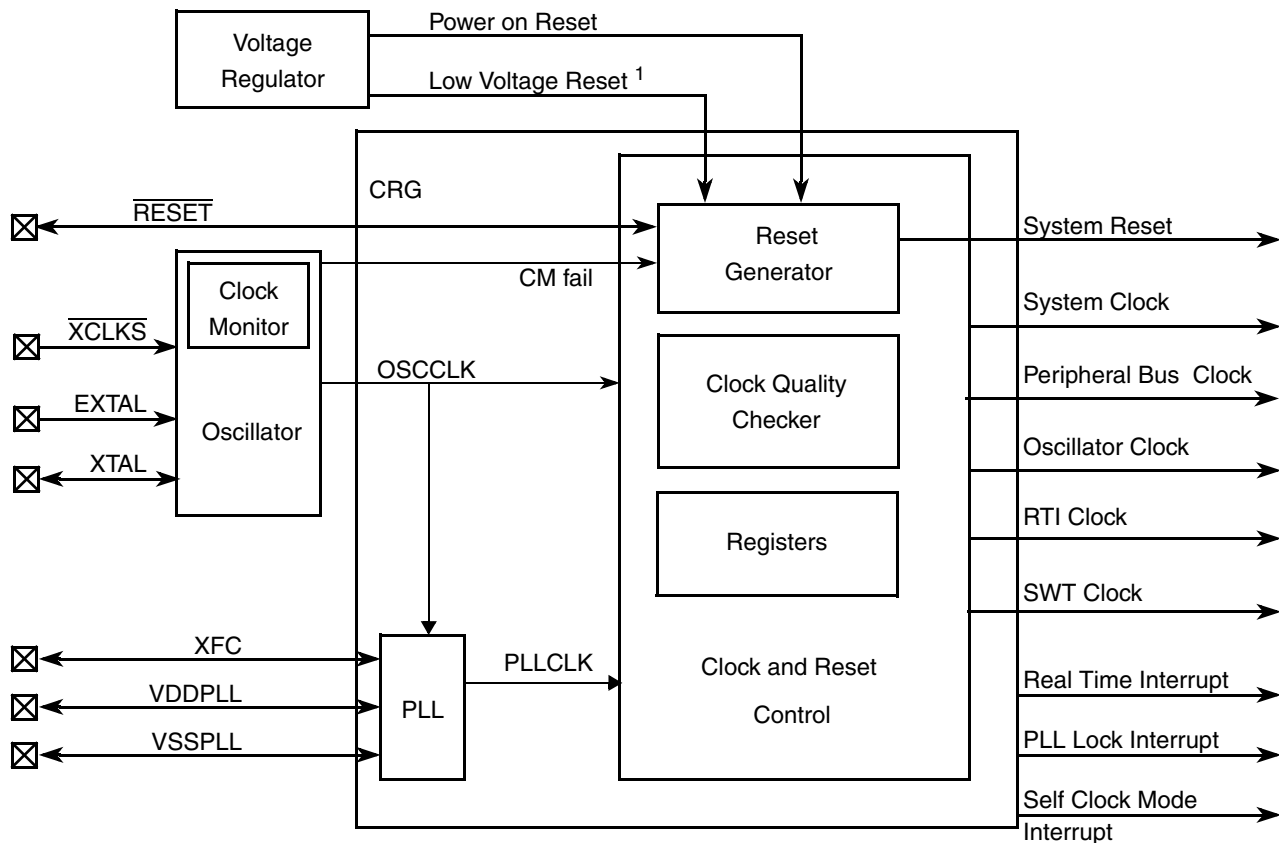 Voltage
Regulator
Power on Reset
Low Voltage Reset 1
CRG
RESET
Reset
Generator
System Reset
CM fail
Clock
Monitor
XCLKS
System Clock
OSCCLK
Clock Quality
Checker
Peripheral Bus Clock
EXTAL
Oscillator
XTAL
Oscillator Clock
Registers
RTI Clock
SWT Clock
XFC
PLLCLK
Clock and Reset
Control
Real Time Interrupt
VDDPLL
PLL
VSSPLL
PLL Lock Interrupt
Self Clock Mode
Interrupt